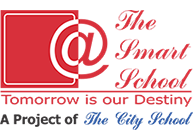 @
The
Smart
School
Tomorrow is our Destiny
A Project of The City School